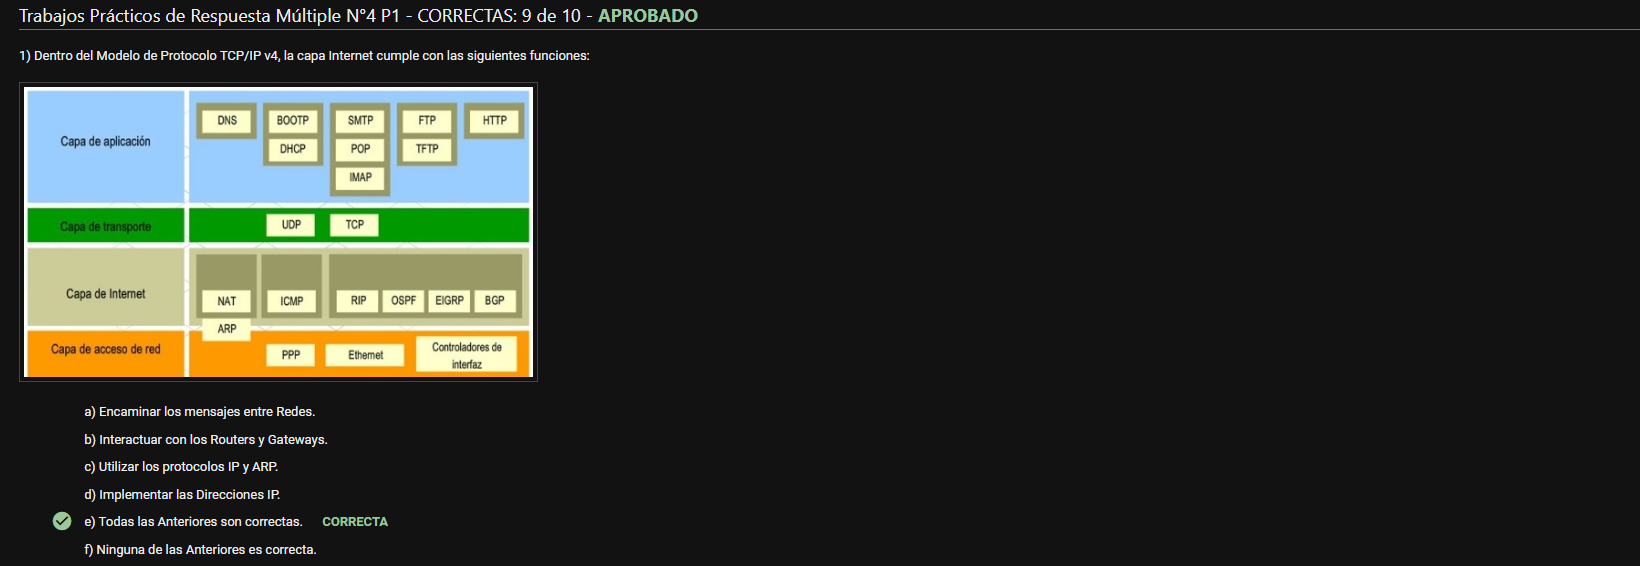 Trabajos Prácticos de Respuesta Múltiple N°4 P1 - CORRECTAS: 9 de 10 - APROBADO
1) Dentro del Modelo de Protocolo TCP/IP v4, la capa Internet cumple con las siguientes funciones:
Capa de aplicación
DNS BOOTP SMTP FTP HTTP
DHCP POP TFTP
IMAP
Capa de transporte
UDP TCP
Capa de Internet
NAT ICMP RIP OSPF EIGRP BGP
ARP
Capa de acceso de red
PPP Ethernet Controladores de
interfaz
a) Encaminar los mensajes entre Redes.
b) Interactuar con los Routers y Gateways.
c) Utilizar los protocolos IP y ARP.
d) Implementar las Direcciones IP.
e) Todas las Anteriores son correctas. CORRECTA
f) Ninguna de las Anteriores es correcta.